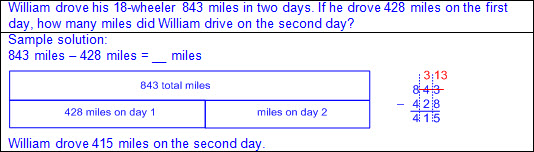 William drove his 18-wheeler 843 miles in two days. If he drove 428 miles on the first
day, how many miles did William drive on the second day?
Sample solution:
843 miles – 428 miles = __ miles
843 total miles
428 miles on day 1 miles on day 2
3 13
8 4 3
– 4 2 8
4 1 5
William drove 415 miles on the second day.